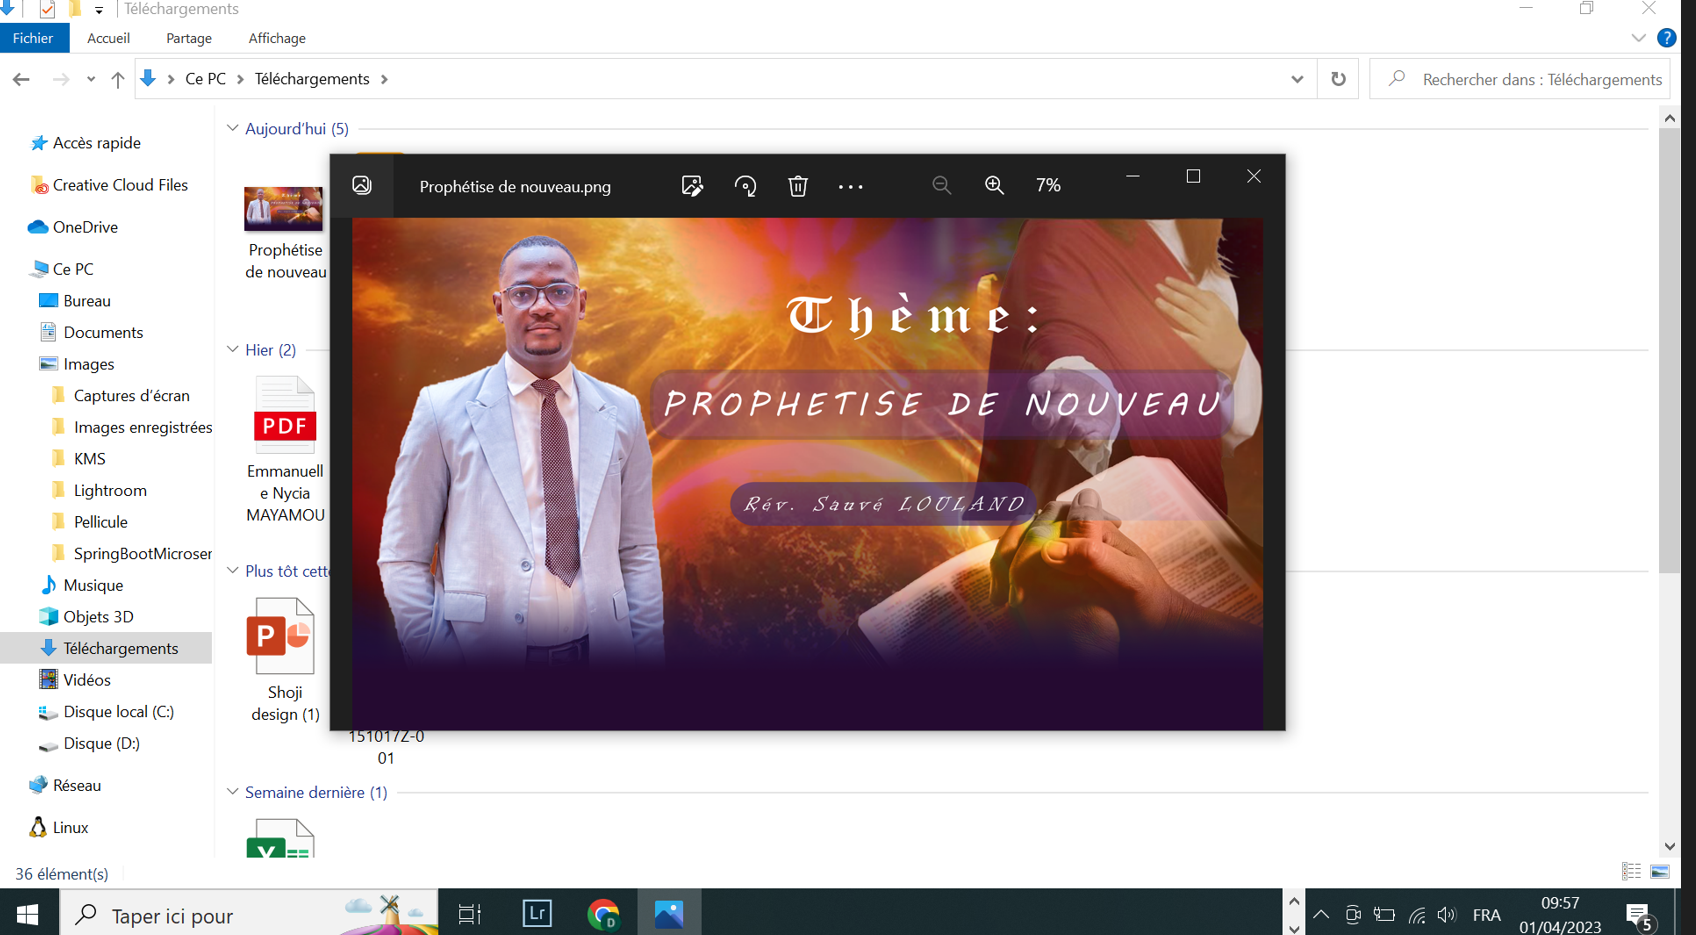 Téléchargements
Fichier
Accueil
Partage
Affichage
?
Ce PC
Téléchargements
Rechercher dans : Téléchargements
Accès rapide
Creative Cloud Files
OneDrive
Ce PC
Bureau
Documents
Images
Captures d’écran
Images enregistrées
KMS
Lightroom
Pellicule
SpringBootMicroser
Musique
Objets 3D
Téléchargements
Vidéos
Disque local (C:)
Disque (D:)
Réseau
Linux
Aujourd’hui (5)
Prophétise
de nouveau
Hier (2)
PDF
Emmanuell
e Nycia
MAYAMOU
Plus tôt cett
P
Shoji
design (1)
151017Z-0
01
Semaine dernière (1)
X
Prophétise de nouveau.png
7%
Thème:
PROPHETISE DE NOUVEAU
Rév. Sauvé LOULAND
36 élément(s)
Taper ici pour
Lr
D
FRA
09:57
01/04/2023
5